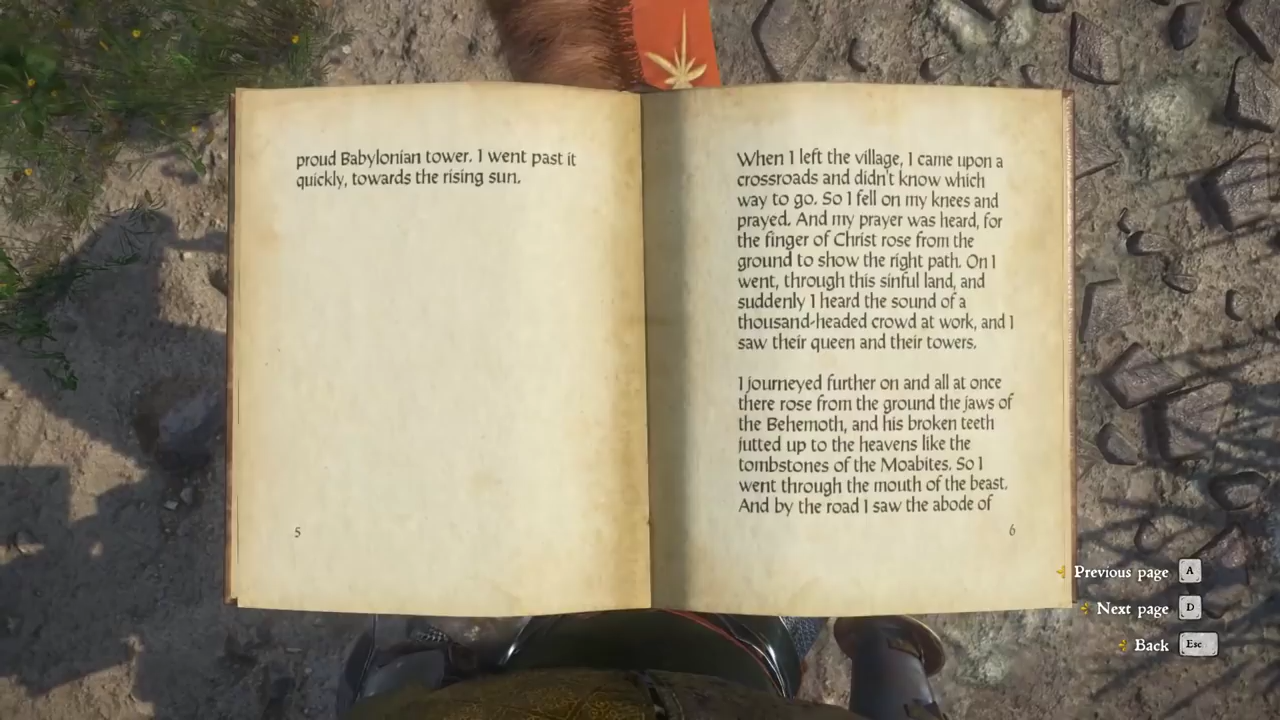 proud Babylonian tower. I went past it
quickly, towards the rising sun.
5
When I left the village, I came upon a
crossroads and didn't know which
way to go. So I fell on my knees and
prayed. And my prayer was heard, for
the finger of Christ rose from the
ground to show the right path. On I
went, through this sinful land, and
suddenly I heard the sound of a
thousand-headed crowd at work, and I
saw their queen and their towers.
I journeyed further on and all at once
there rose from the ground the jaws of
the Behemoth, and his broken teeth
jutted up to the heavens like the
tombstones of the Moabites. So I
went through the mouth of the beast.
And by the road I saw the abode of
6
Previous page A
Next page D
Back Esc